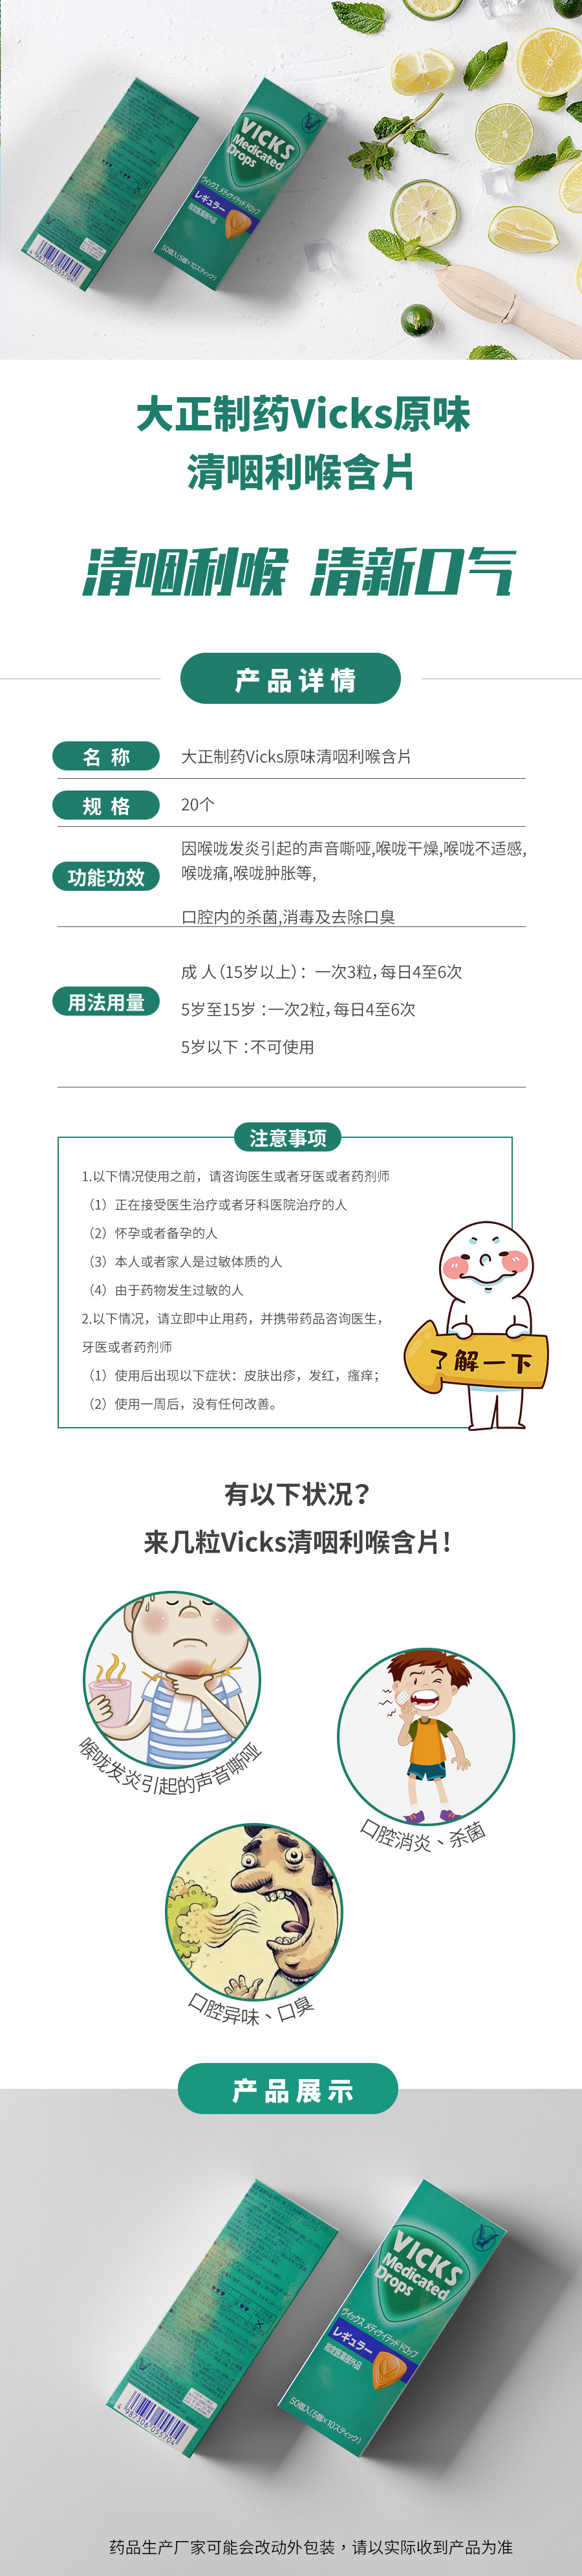 VICKS
Medicated
Drops
ヴイックス メディケイテッド ドロップ
レギュラー
指定医薬部外品
50個入(5個×10スティック)
4 987306 055704
大正制药Vicks原味
清咽利喉含片
清咽利喉 清新口气
产品详情
名 称
大正制药Vicks原味清咽利喉含片
规 格
20个
功能功效
因喉咙发炎引起的声音嘶哑,喉咙干燥,喉咙不适感,
喉咙痛,喉咙肿胀等,
口腔内的杀菌,消毒及去除口臭
用法用量
成 人（15岁以上）： 一次3粒，每日4至6次
5岁至15岁：一次2粒，每日4至6次
5岁以下：不可使用
注意事项
1.以下情况使用之前，请咨询医生或者牙医或者药剂师
（1）正在接受医生治疗或者牙科医院治疗的人
（2）怀孕或者备孕的人
（3）本人或者家人是过敏体质的人
（4）由于药物发生过敏的人
2.以下情况，请立即中止用药，并携带药品咨询医生，
牙医或者药剂师
（1）使用后出现以下症状：皮肤出疹，发红，瘙痒；
（2）使用一周后，没有任何改善。
了解一下
有以下状况？
来几粒Vicks清咽利喉含片！
喉咙发炎引起的声音嘶哑
口腔消炎、杀菌
口腔异味、口臭
产品展示
VICKS
Medicated
Drops
ヴイックス メディケイテッド ドロップ
レギュラー
指定医薬部外品
50個入(5個×10スティック)
4 987306 055704
药品生产厂家可能会改动外包装，请以实际收到产品为准